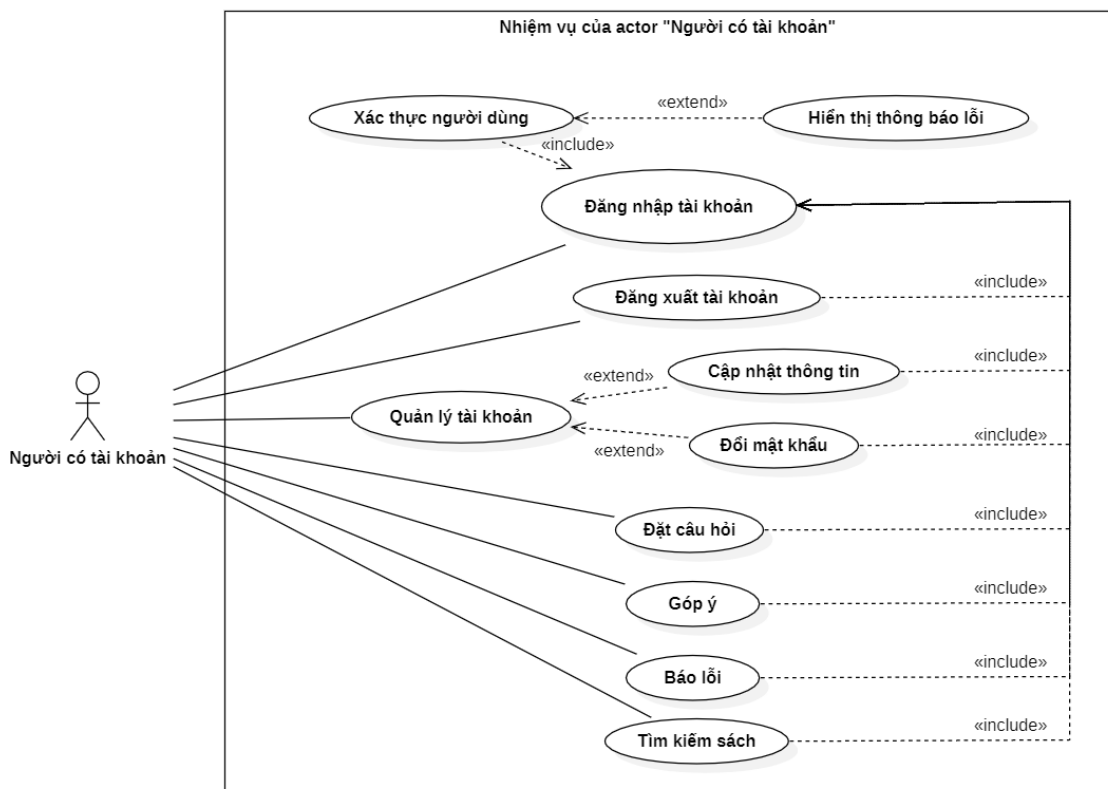 Nhiệm vụ của actor "Người có tài khoản"
Xác thực người dùng
«extend»
Hiển thị thông báo lỗi
«include»
Đăng nhập tài khoản
Đăng xuất tài khoản
«include»
Cập nhật thông tin
«include»
«extend»
Quản lý tài khoản
«extend»
Đổi mật khẩu
«include»
Người có tài khoản
Đặt câu hỏi
«include»
Góp ý
«include»
Báo lỗi
«include»
Tìm kiếm sách
«include»